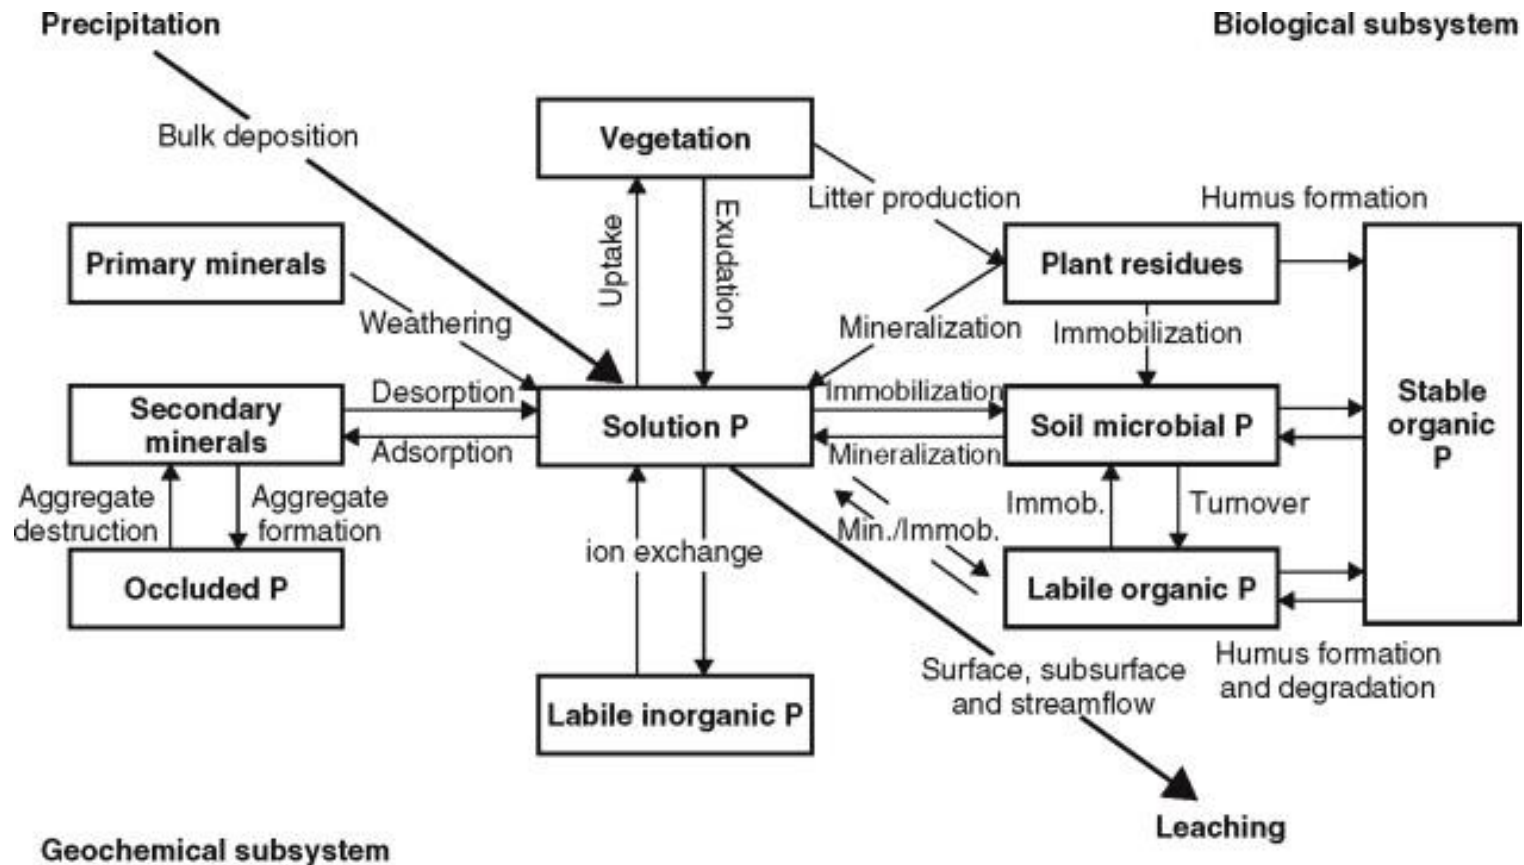 Precipitation
Biological subsystem
Bulk deposition
Vegetation
Litter production
Humus formation
Uptake
Exudation
Primary minerals
Plant residues
Weathering
Mineralization
Immobilization
Desorption
Immobilization
Secondary
minerals
Solution P
Soil microbial P
Stable
organic
P
Adsorption
Mineralization
Aggregate
destruction
Aggregate
formation
Immob.
Turnover
Min./Immob.
ion exchange
Occluded P
Labile organic P
Humus formation
and degradation
Surface, subsurface
and streamflow
Labile inorganic P
Leaching
Geochemical subsystem